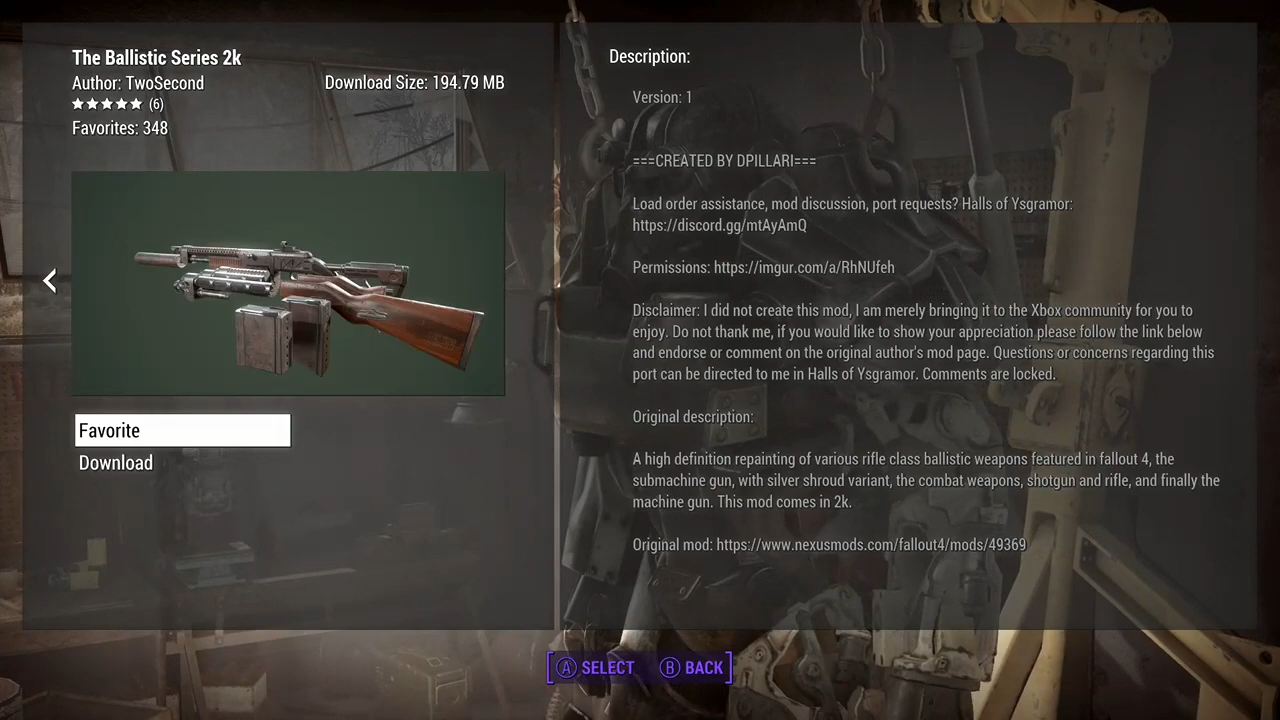 The Ballistic Series 2k
Author: TwoSecond
Download Size: 194.79 MB
★★★★★ (6)
Favorites: 348
Favorite
Download
Description:
Version: 1
===CREATED BY DPILLARI===
Load order assistance, mod discussion, port requests? Halls of Ysgramor:
https://discord.gg/mtAyAmQ
Permissions: https://imgur.com/a/RhNUfeh
Disclaimer: I did not create this mod, I am merely bringing it to the Xbox community for you to
enjoy. Do not thank me, if you would like to show your appreciation please follow the link below
and endorse or comment on the original author's mod page. Questions or concerns regarding this
port can be directed to me in Halls of Ysgramor. Comments are locked.
Original description:
A high definition repainting of various rifle class ballistic weapons featured in fallout 4, the
submachine gun, with silver shroud variant, the combat weapons, shotgun and rifle, and finally the
machine gun. This mod comes in 2k.
Original mod: https://www.nexusmods.com/fallout4/mods/49369
A SELECT B BACK